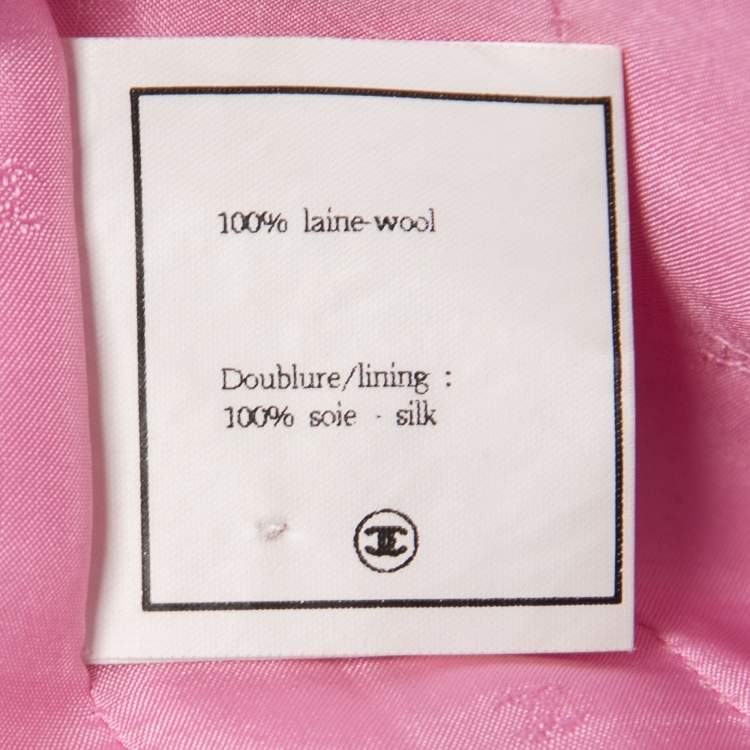 100% laine-wool
Doublure/lining :
100% soie - silk